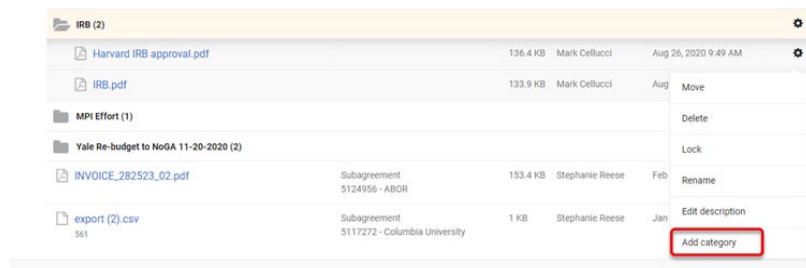 IRB (2)
Harvard IRB approval.pdf 136.4 KB Mark Cellucci Aug 26, 2020 9:49 AM
IRB.pdf 133.9 KB Mark Cellucci Aug
Move
MPI Effort (1)
Delete
Yale Re-budget to NoGA 11-20-2020 (2)
Lock
INVOICE_282523_02.pdf Subagreement 153.4 KB Stephanie Reese Feb
5124956 - ABOR
Rename
export (2).csv Subagreement 1 KB Stephanie Reese Jan
Edit description
561 5117272 - Columbia University
Add category